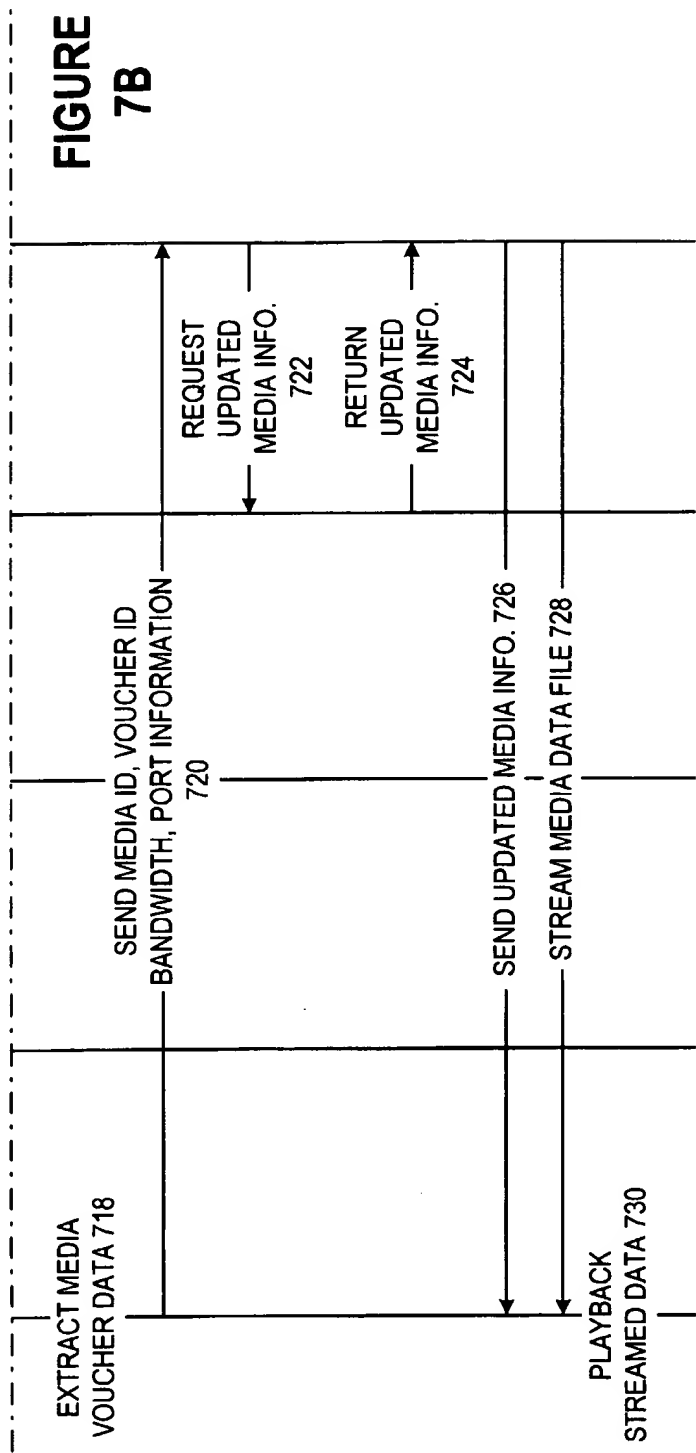 FIGURE
7B
EXTRACT MEDIA
VOUCHER DATA 718
SEND MEDIA ID, VOUCHER ID
BANDWIDTH, PORT INFORMATION
720
REQUEST
UPDATED
MEDIA INFO.
722
RETURN
UPDATED
MEDIA INFO.
724
SEND UPDATED MEDIA INFO. 726
STREAM MEDIA DATA FILE 728
PLAYBACK
STREAMED DATA 730